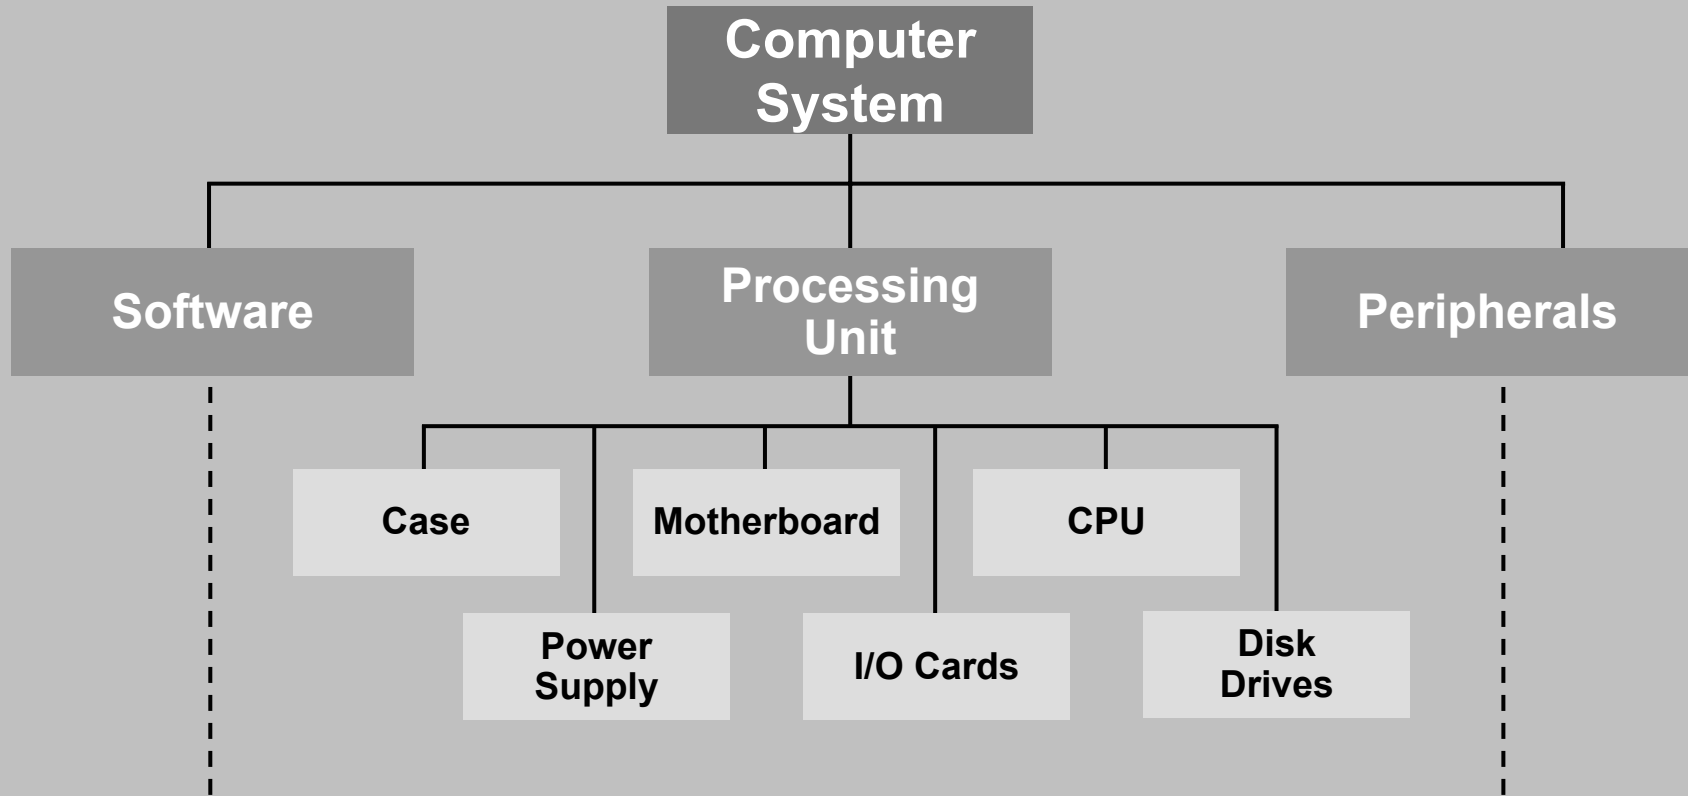 Computer
System
Software
Processing
Unit
Peripherals
Case
Motherboard
CPU
Power
Supply
I/O Cards
Disk
Drives